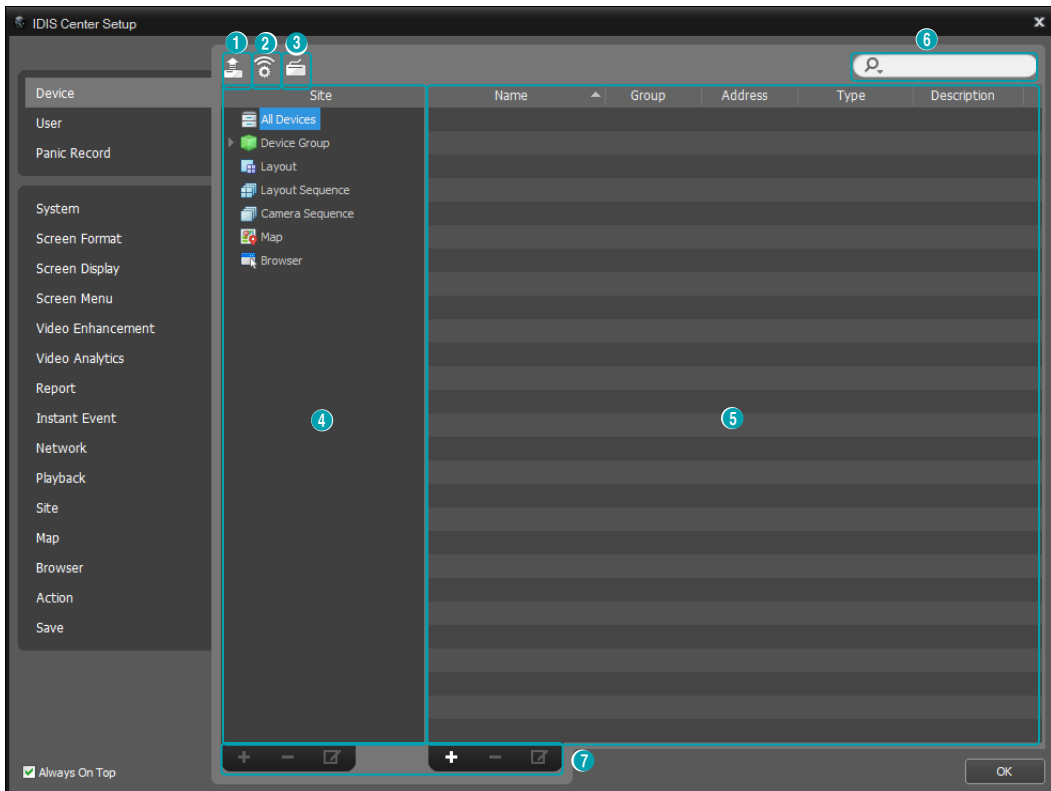 IDIS Center Setup
x
1 2 3 6
Device
User
Panic Record
System
Screen Format
Screen Display
Screen Menu
Video Enhancement
Video Analytics
Report
Instant Event
Network
Playback
Site
Map
Browser
Action
Save
Always On Top
Site
All Devices
Device Group
Layout
Layout Sequence
Camera Sequence
Map
Browser
4
Name Group Address Type Description
5
7
OK